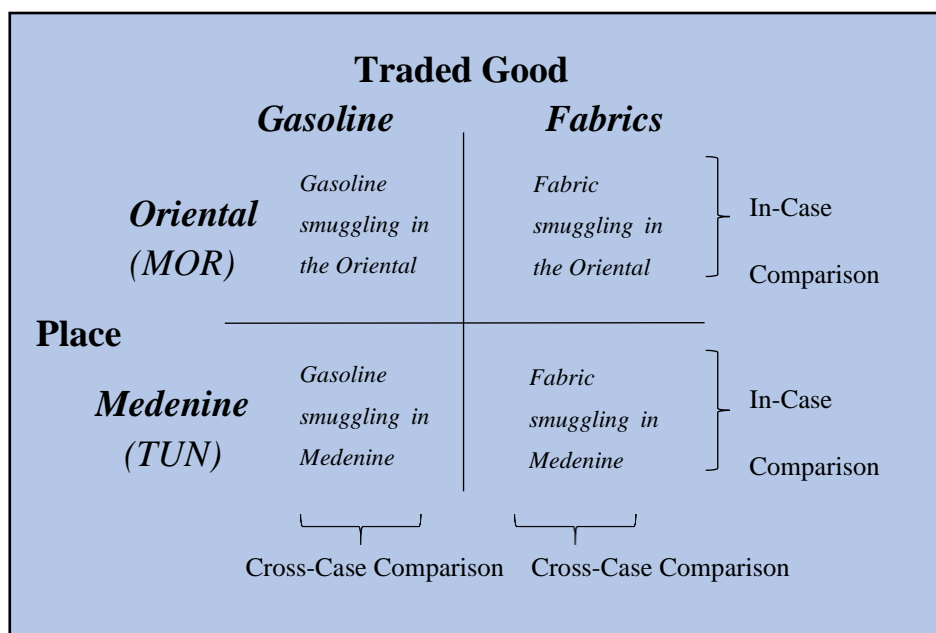 Traded Good
Gasoline
Fabrics
Oriental
(MOR)
Gasoline
smuggling in
the Oriental
Fabric
smuggling in
the Oriental
In-Case
Comparison
Place
Medenine
(TUN)
Gasoline
smuggling in
Medenine
Fabric
smuggling in
Medenine
In-Case
Comparison
Cross-Case Comparison
Cross-Case Comparison